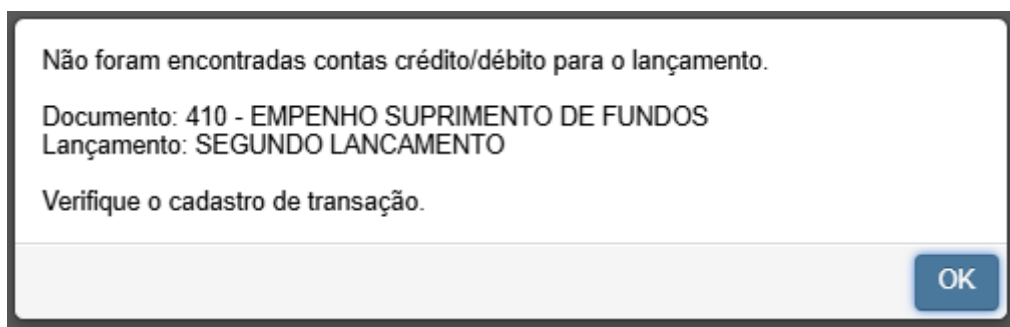 Não foram encontradas contas crédito/débito para o lançamento.
Documento: 410 - EMPENHO SUPRIMENTO DE FUNDOS
Lançamento: SEGUNDO LANCAMENTO
Verifique o cadastro de transação.
OK